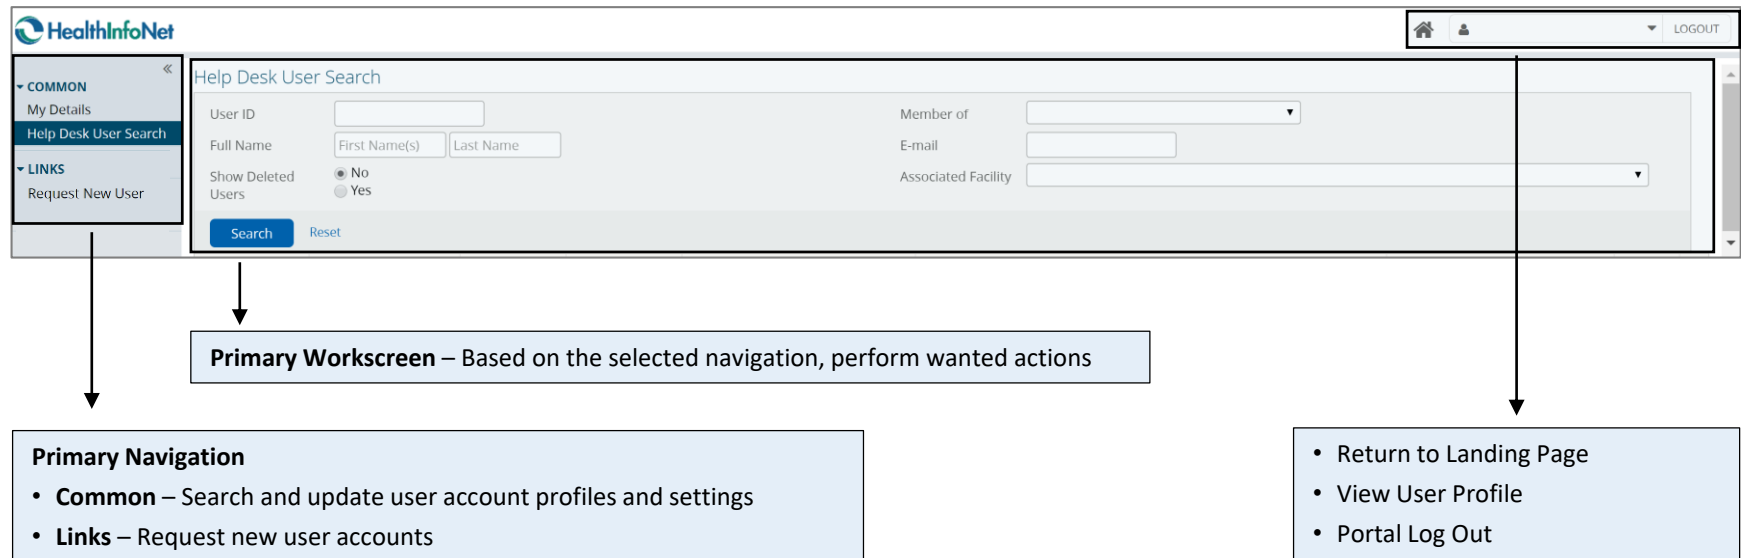 HealthInfoNet
LOGOUT
COMMON
My Details
Help Desk User Search
LINKS
Request New User
Help Desk User Search
User ID
Member of
Full Name First Name(s) Last Name
E-mail
Show Deleted Users
No
Yes
Associated Facility
Search Reset
Primary Workscreen – Based on the selected navigation, perform wanted actions
Primary Navigation
• Common – Search and update user account profiles and settings
• Links – Request new user accounts
• Return to Landing Page
• View User Profile
• Portal Log Out